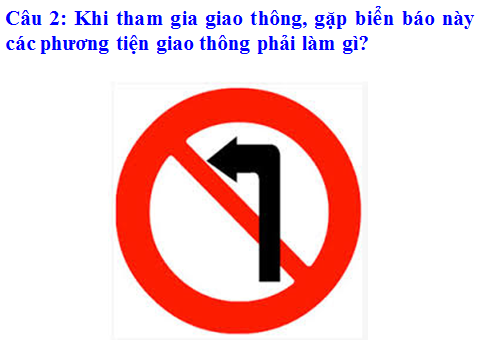 Câu 2: Khi tham gia giao thông, gặp biển báo này
các phương tiện giao thông phải làm gì?